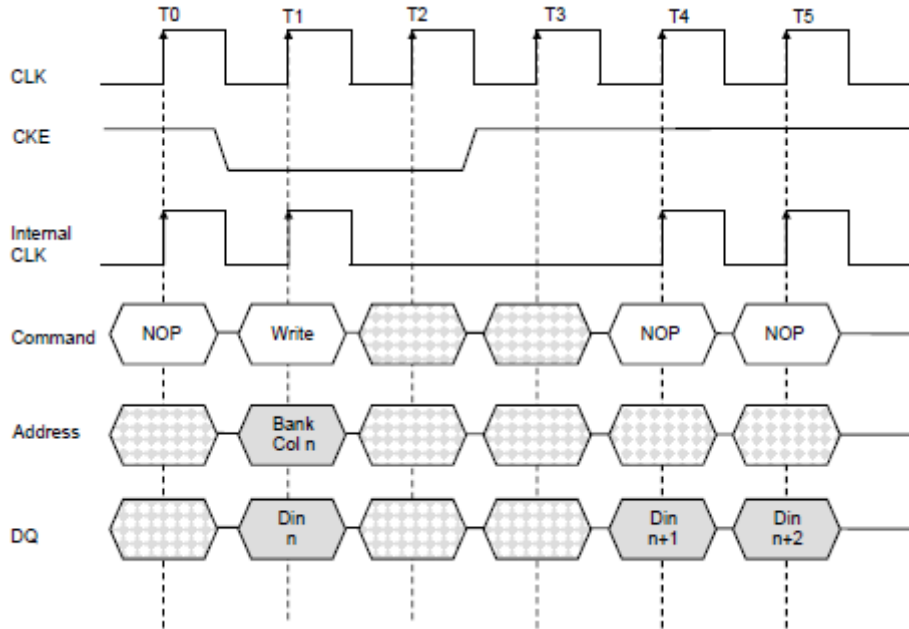 T0 T1 T2 T3 T4 T5
CLK
CKE
Internal
CLK
Command NOP Write NOP NOP
Address Bank
Col n
DQ Din
n Din
n+1 Din
n+2